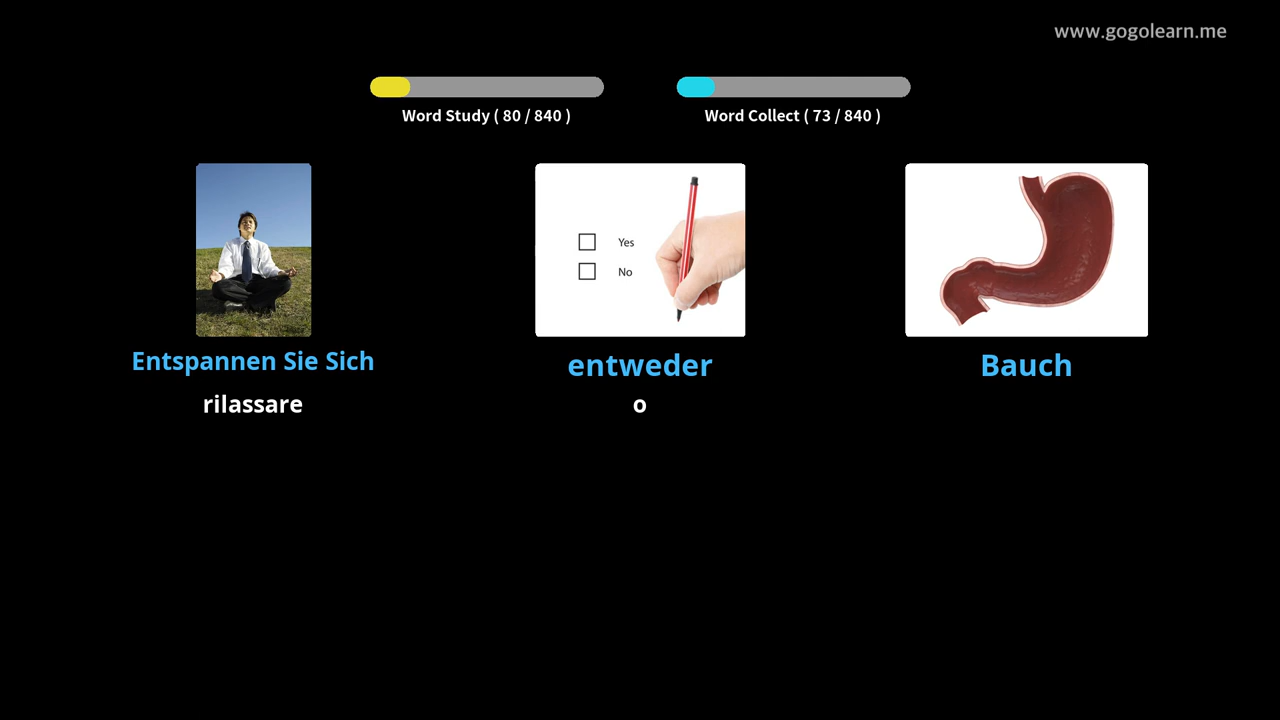 www.gogolearn.me
Word Study ( 80 / 840 )
Word Collect ( 73 / 840 )
Yes
No
Entspannen Sie Sich
entweder
Bauch
rilassare
o